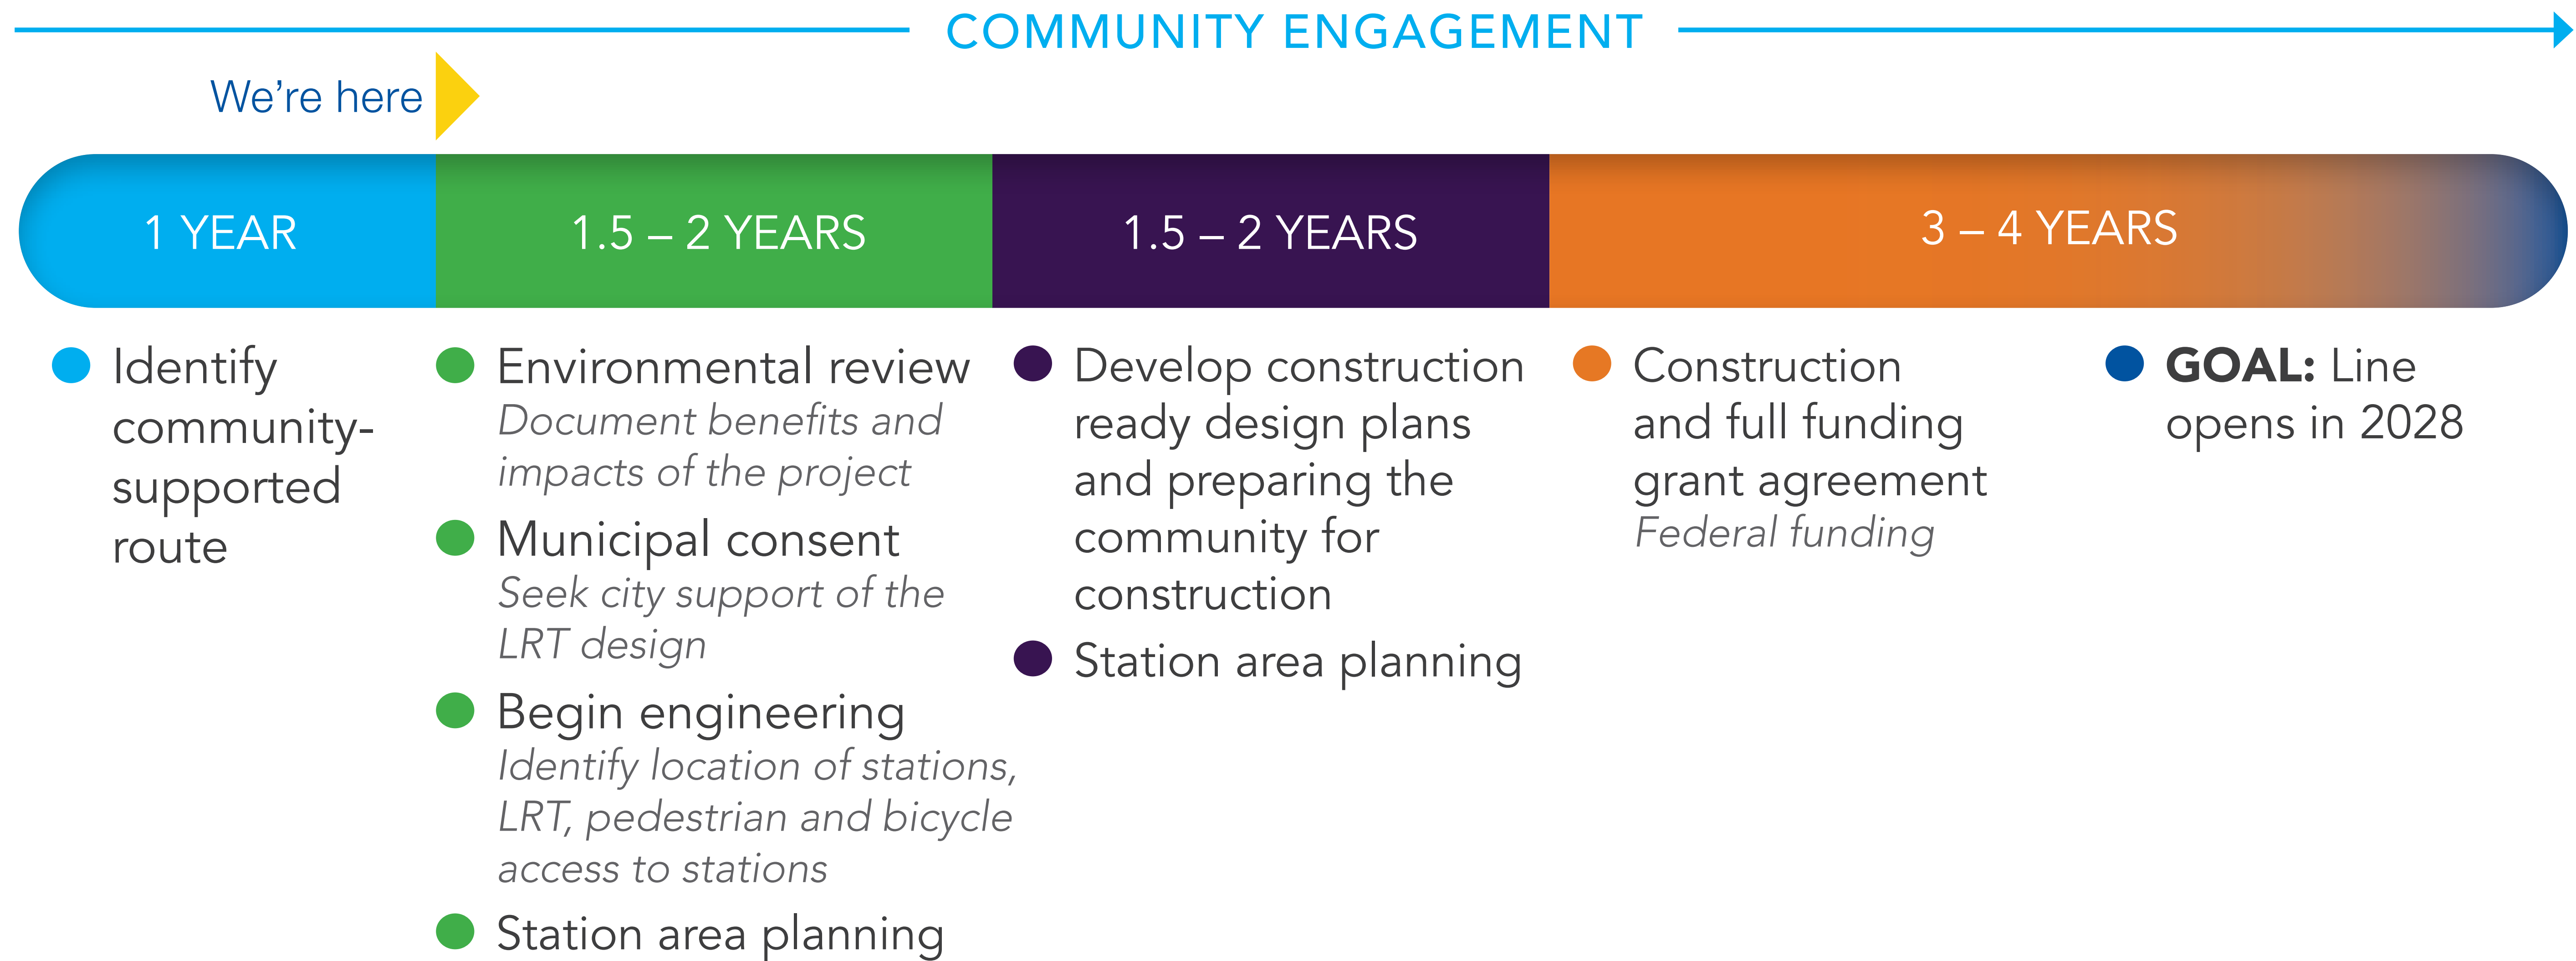 COMMUNITY ENGAGEMENT
We're here
1 YEAR
1.5 – 2 YEARS
1.5 – 2 YEARS
3 – 4 YEARS
Identify
community-
supported
route
Environmental review
Document benefits and
impacts of the project
Municipal consent
Seek city support of the
LRT design
Begin engineering
Identify location of stations,
LRT, pedestrian and bicycle
access to stations
Station area planning
Develop construction
ready design plans
and preparing the
community for
construction
Station area planning
Construction
and full funding
grant agreement
Federal funding
GOAL: Line
opens in 2028